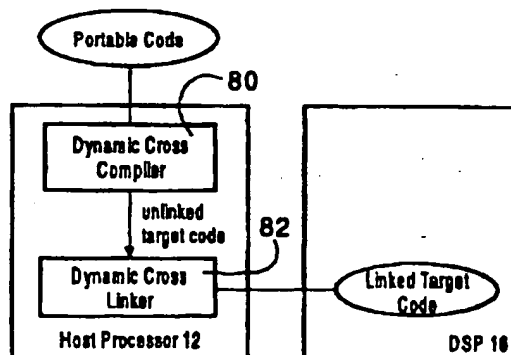 Portable Code
80
Dynamic Cross
Compiler
unlinked
target code
82
Dynamic Cross
Linker
Linked Target
Code
Host Processor 12
DSP 16